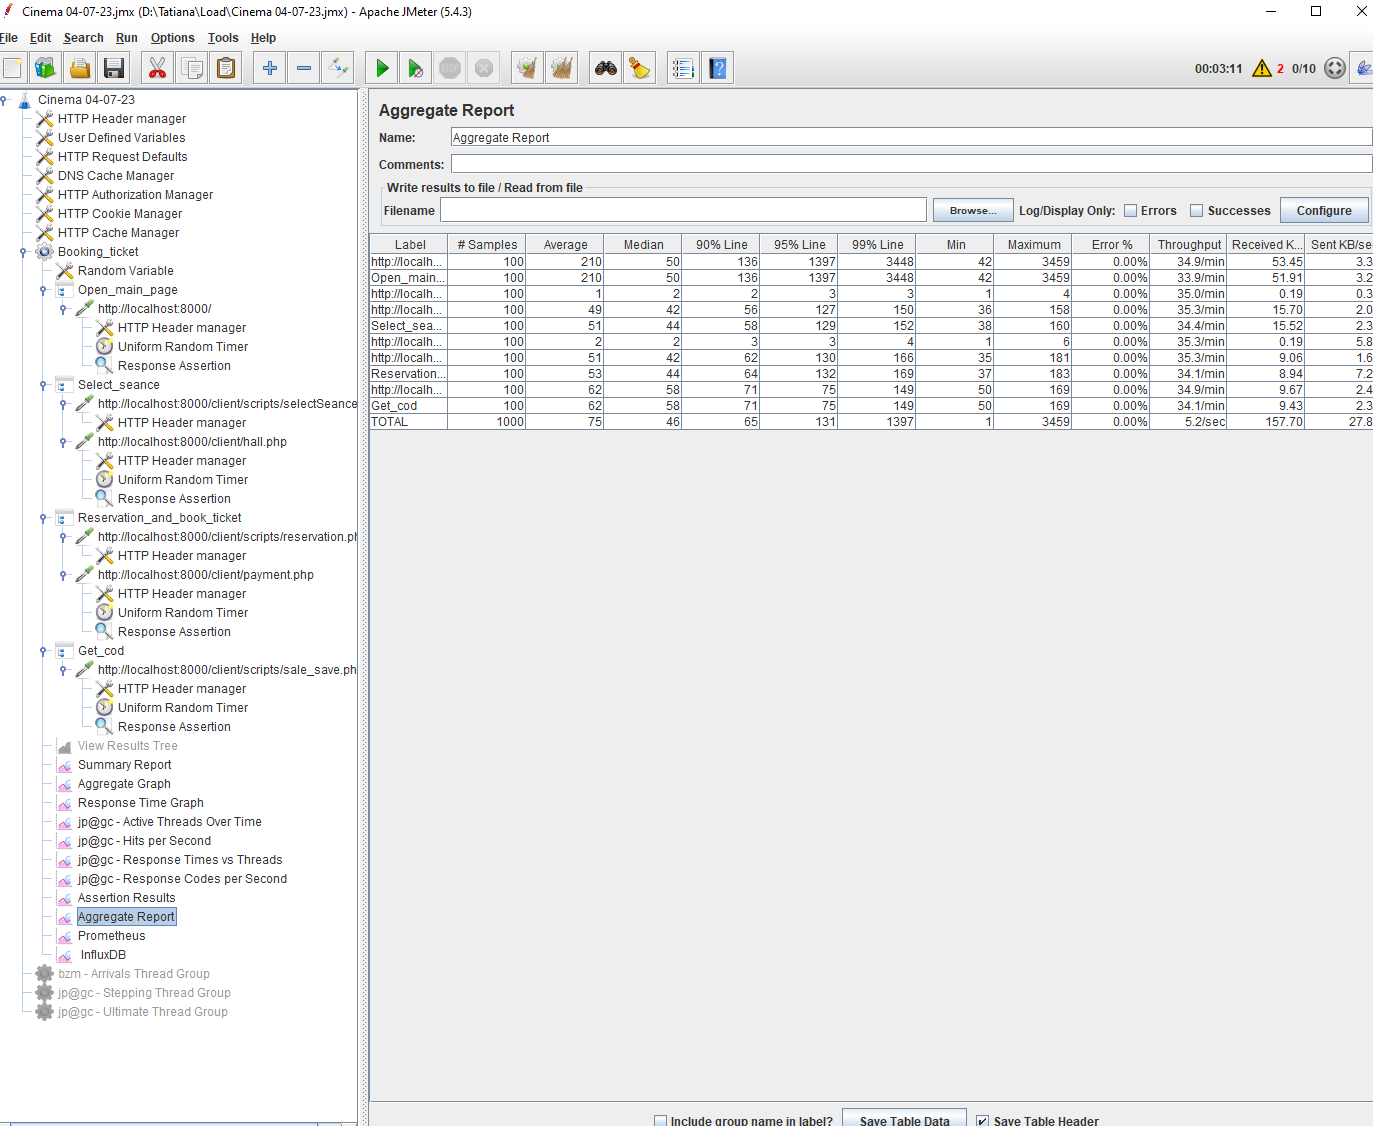 Cinema 04-07-23.jmx (D:\Tatiana\Load\Cinema 04-07-23.jmx) - Apache JMeter (5.4.3)
File Edit Search Run Options Tools Help
STOP
00:03:11 2 0/10
Cinema 04-07-23
HTTP Header manager
User Defined Variables
HTTP Request Defaults
DNS Cache Manager
HTTP Authorization Manager
HTTP Cookie Manager
HTTP Cache Manager
Booking_ticket
Random Variable
Open_main_page
http://localhost:8000/
HTTP Header manager
Uniform Random Timer
Response Assertion
Select_seance
http://localhost:8000/client/scripts/selectSeance
HTTP Header manager
http://localhost:8000/client/hall.php
HTTP Header manager
Uniform Random Timer
Response Assertion
Reservation_and_book_ticket
http://localhost:8000/client/scripts/reservation.ph
HTTP Header manager
http://localhost:8000/client/payment.php
HTTP Header manager
Uniform Random Timer
Response Assertion
Get_cod
http://localhost:8000/client/scripts/sale_save.ph
HTTP Header manager
Uniform Random Timer
Response Assertion
View Results Tree
Summary Report
Aggregate Graph
Response Time Graph
jp@gc - Active Threads Over Time
jp@gc - Hits per Second
jp@gc - Response Times vs Threads
jp@gc - Response Codes per Second
Assertion Results
Aggregate Report
Prometheus
InfluxDB
bzm - Arrivals Thread Group
jp@gc - Stepping Thread Group
jp@gc - Ultimate Thread Group
Aggregate Report
Name: Aggregate Report
Comments:
Write results to file / Read from file
Filename Browse... Log/Display Only: Errors Successes Configure
Label # Samples Average Median 90% Line 95% Line 99% Line Min Maximum Error % Throughput Received K... Sent KB/sec
http://localh... 100 210 50 136 1397 3448 42 3459 0.00% 34.9/min 53.45 3.3
Open_main... 100 210 50 136 1397 3448 42 3459 0.00% 33.9/min 51.91 3.2
http://localh... 100 1 2 2 3 3 1 4 0.00% 35.0/min 0.19 0.3
http://localh... 100 49 42 56 127 150 36 158 0.00% 35.3/min 15.70 2.0
Select_sea... 100 51 44 58 129 152 38 160 0.00% 34.4/min 15.52 2.3
http://localh... 100 2 2 3 3 4 1 6 0.00% 35.3/min 0.19 5.8
http://localh... 100 51 42 62 130 166 35 181 0.00% 35.3/min 9.06 1.6
Reservation... 100 53 44 64 132 169 37 183 0.00% 34.1/min 8.94 7.2
http://localh... 100 62 58 71 75 149 50 169 0.00% 34.9/min 9.67 2.4
Get_cod 100 62 58 71 75 149 50 169 0.00% 34.1/min 9.43 2.3
TOTAL 1000 75 46 65 131 1397 1 3459 0.00% 5.2/sec 157.70 27.8
Include group name in label? Save Table Data Save Table Header